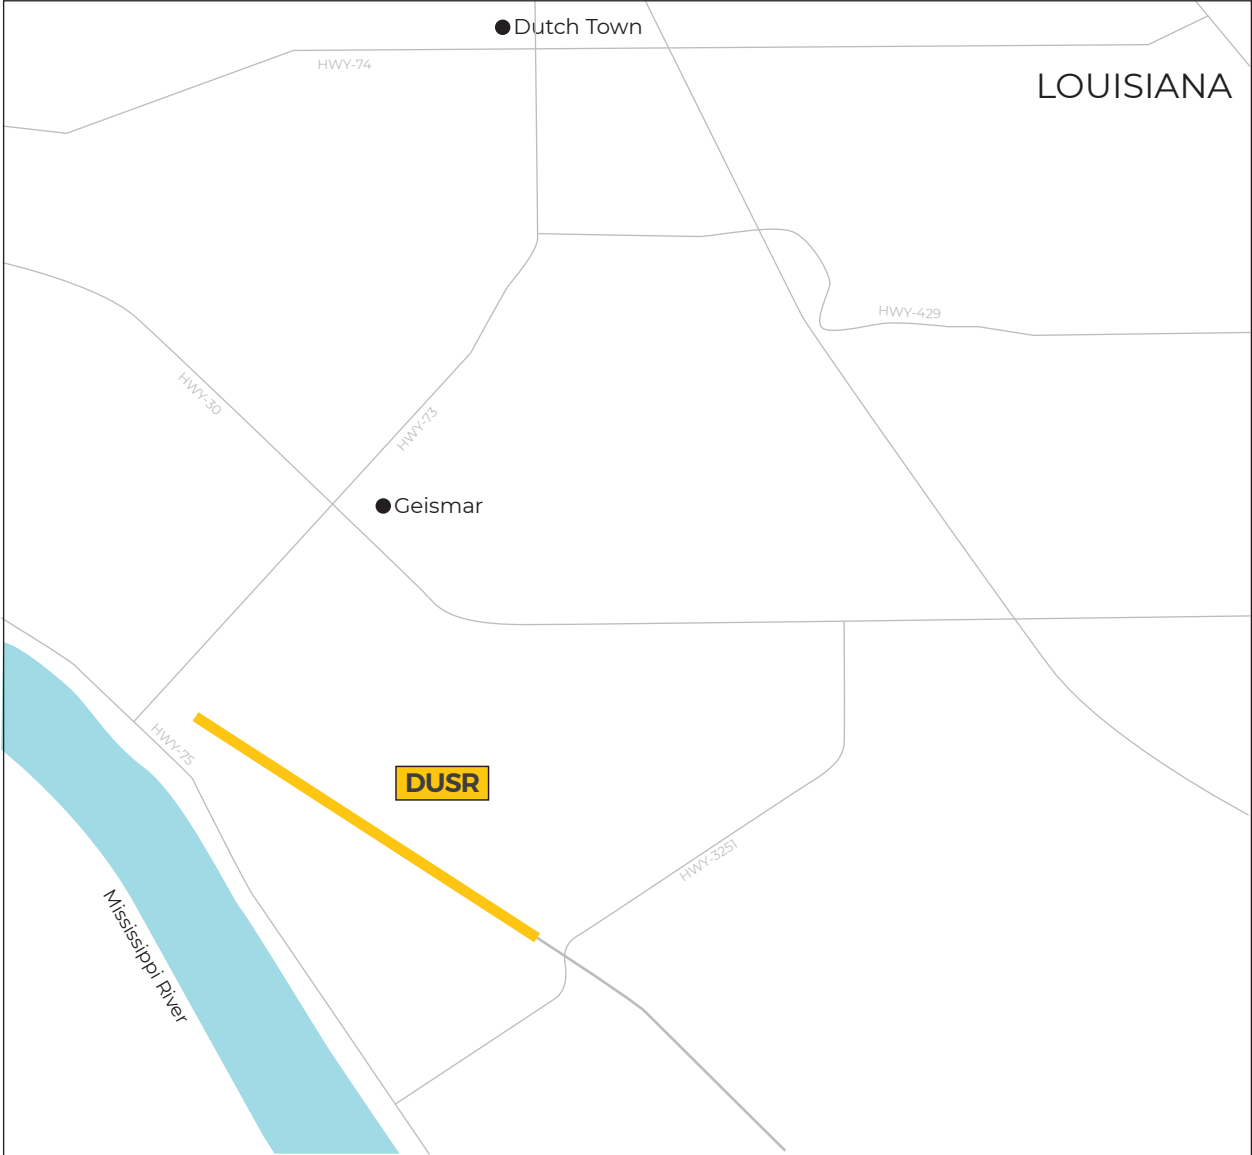 Dutch Town
HWY-74
LOUISIANA
HWY-429
HWY-30
HWY-73
Geismar
HWY-75
DUSR
HWY-3251
Mississippi River